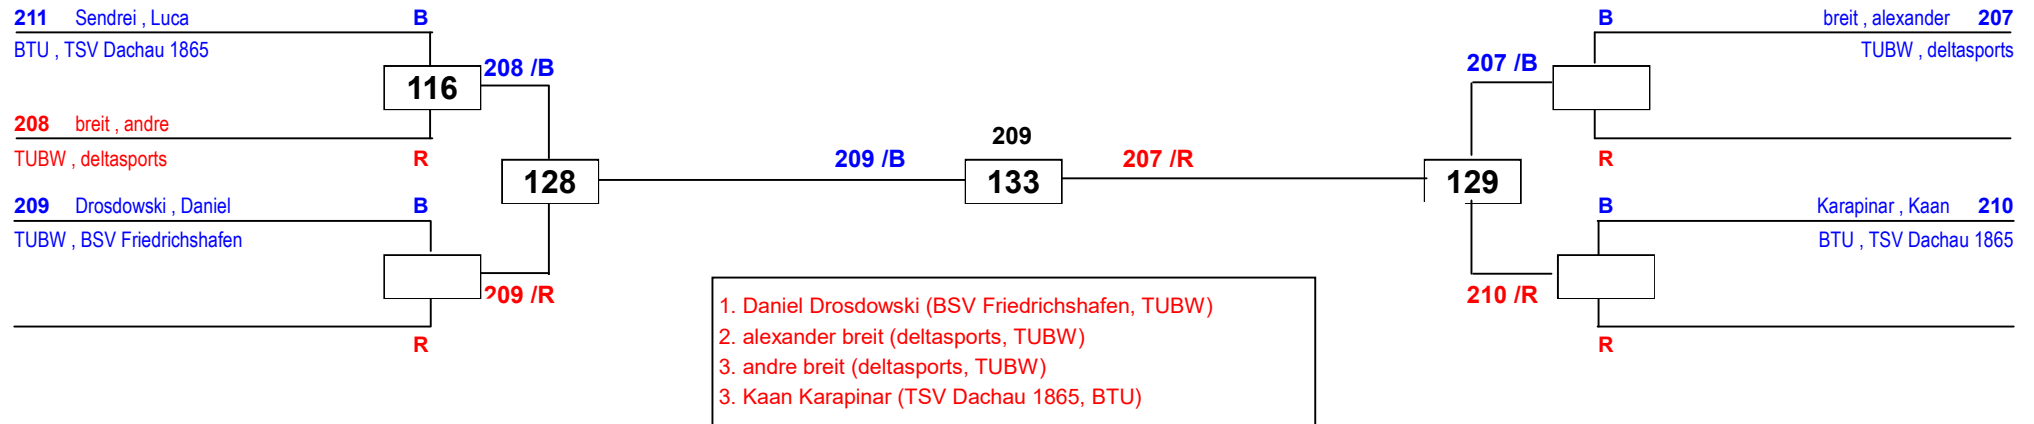 211 Sendrei , Luca B
BTU , TSV Dachau 1865
116
208 /B
208 breit , andre
TUBW , deltasports R
128
209 Drosdowski , Daniel B
TUBW , BSV Friedrichshafen
209 /R
R
209 /B
209
133
207 /R
B breit , alexander 207
TUBW , deltasports
207 /B
R
129
B Karapinar , Kaan 210
BTU , TSV Dachau 1865
210 /R
R
1. Daniel Drosdowski (BSV Friedrichshafen, TUBW)
2. alexander breit (deltasports, TUBW)
3. andre breit (deltasports, TUBW)
3. Kaan Karapinar (TSV Dachau 1865, BTU)